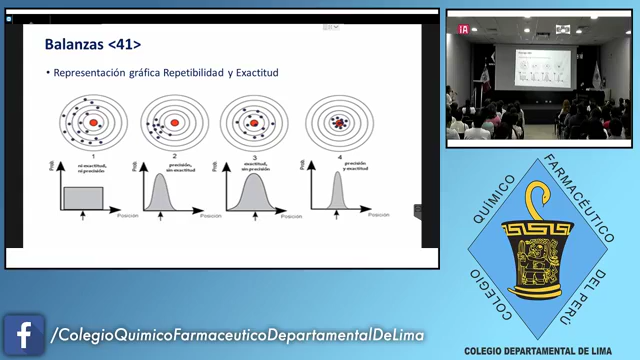 Balanzas <41>
• Representación gráfica Repetibilidad y Exactitud
1
2
3
4
Prob.
ni exactitud,
ni precisión
Posición
Prob.
precisión,
sin exactitud
Posición
Prob.
exactitud,
sin precisión
Posición
Prob.
precisión
y exactitud
Posición
QUÍMICO
FARMACÉUTICO
COLEGIO
DEL PERÚ
COLEGIO DEPARTAMENTAL DE LIMA
f /ColegioQuimicoFarmaceuticoDepartamentalDeLima